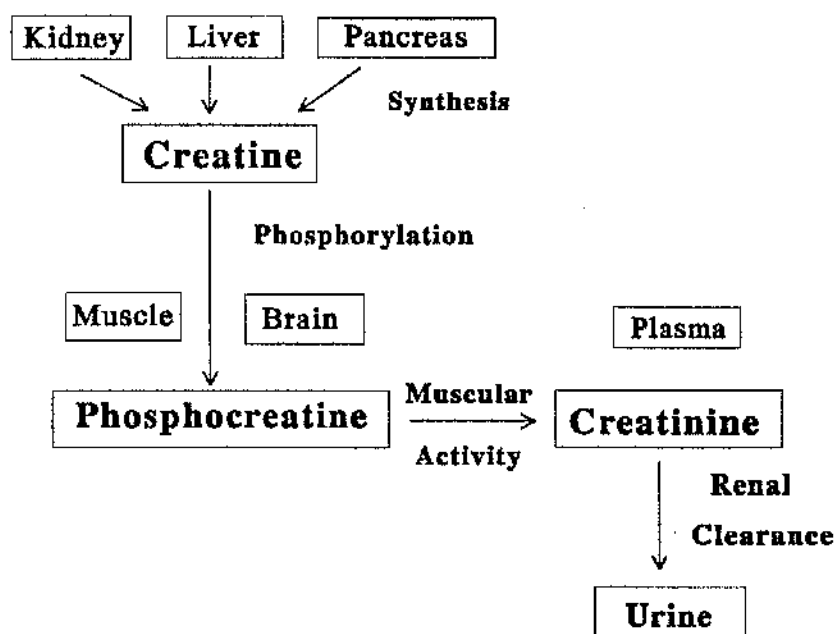 Kidney Liver Pancreas
Synthesis
Creatine
Phosphorylation
Muscle Brain Plasma
Phosphocreatine Muscular Activity Creatinine
Renal
Clearance
Urine